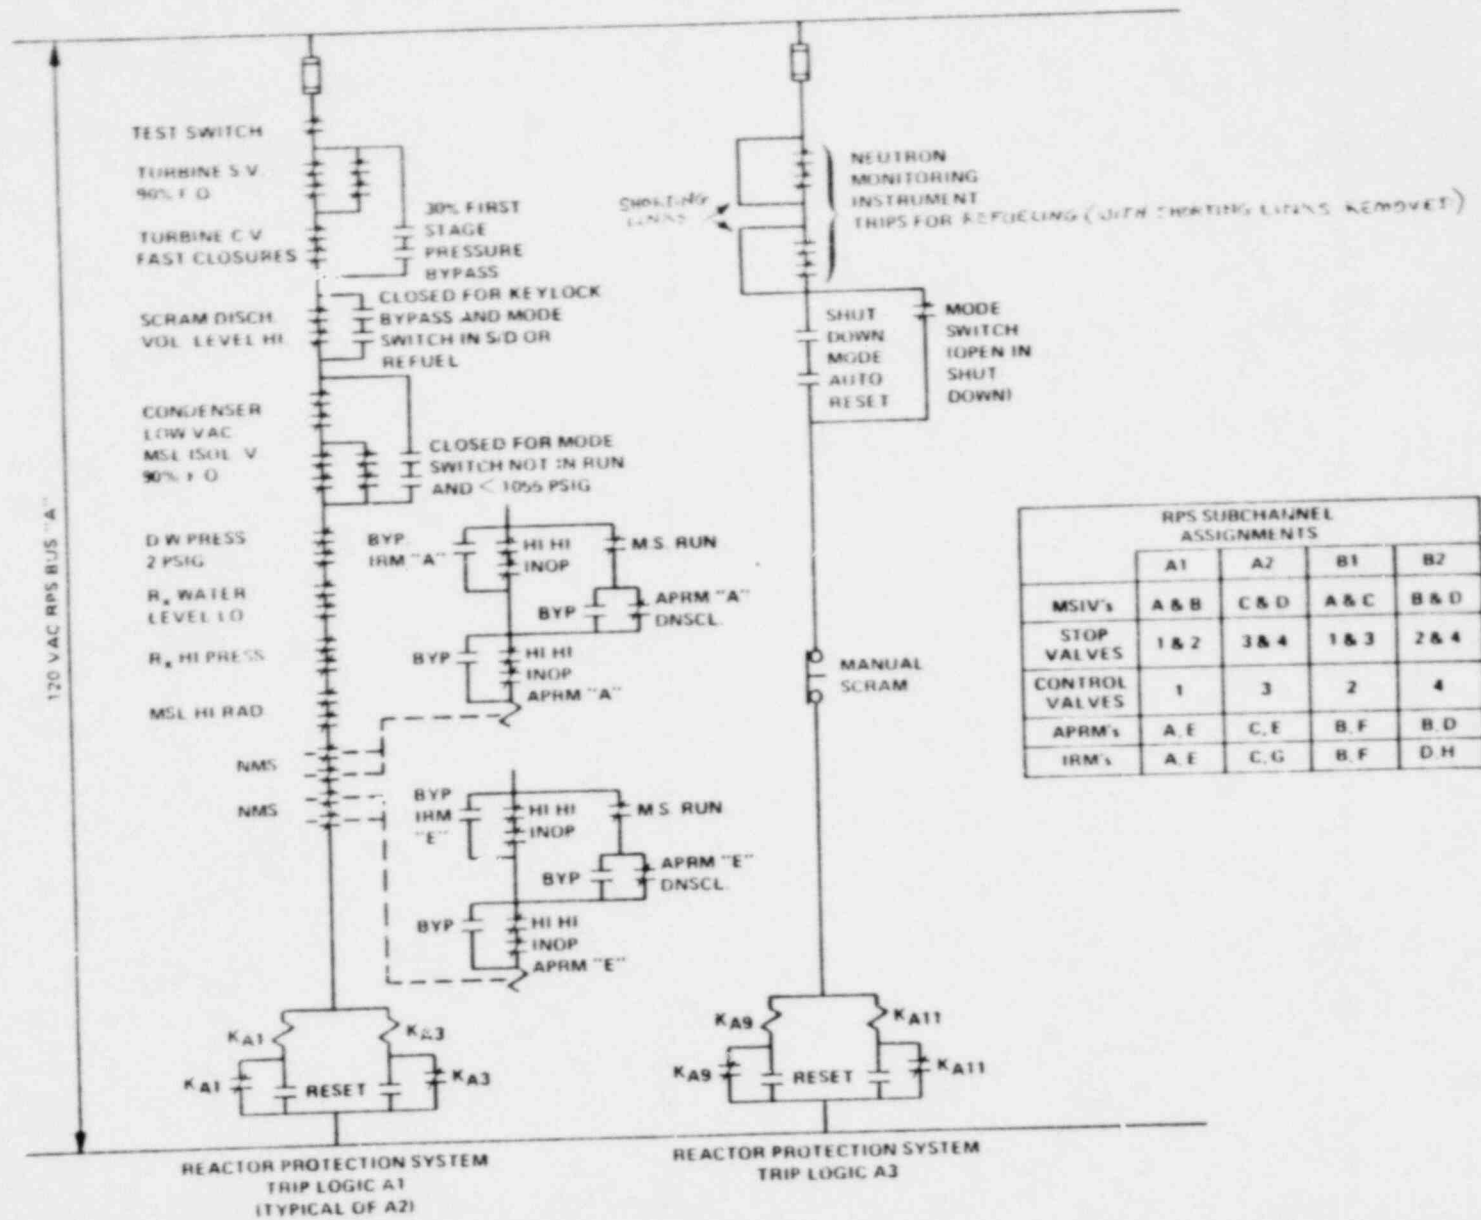 120 VAC RPS BUS "A"
TEST SWITCH
TURBINE S.V.
90% F.O.
TURBINE C.V.
FAST CLOSURES
30% FIRST
STAGE
PRESSURE
BYPASS
SCRAM DISCH.
VOL. LEVEL HI
CLOSED FOR KEYLOCK
BYPASS AND MODE
SWITCH IN S/D OR
REFUEL
CONDENSER
LOW VAC
MSL ISOL V.
90% F.O
CLOSED FOR MODE
SWITCH NOT IN RUN
AND < 1055 PSIG
D W PRESS
2 PSIG
Rx WATER
LEVEL LO
Rx HI PRESS
MSL HI RAD
NMS
NMS
BYP.
IRM "A"
HI HI
INOP
M.S. RUN
BYP
APRM "A"
DNSCL.
BYP
HI HI
INOP
APRM "A"
BYP
IRM
"E"
HI HI
INOP
M.S. RUN
BYP
APRM "E"
DNSCL.
BYP
HI HI
INOP
APRM "E"
KA1
KA3
KA1
RESET
KA3
REACTOR PROTECTION SYSTEM
TRIP LOGIC A1
(TYPICAL OF A2)
SHORTING
LINKS
NEUTRON
MONITORING
INSTRUMENT
TRIPS FOR REFUELING (WITH SHORTING LINKS REMOVED)
SHUT
DOWN
MODE
AUTO
RESET
MODE
SWITCH
(OPEN IN
SHUT
DOWN)
MANUAL
SCRAM
KA9
KA11
KA9
RESET
KA11
REACTOR PROTECTION SYSTEM
TRIP LOGIC A3
RPS SUBCHANNEL
ASSIGNMENTS
A1 A2 B1 B2
MSIV's A & B C & D A & C B & D
STOP
VALVES 1 & 2 3 & 4 1 & 3 2 & 4
CONTROL
VALVES 1 3 2 4
APRM's A, E C, E B, F B, D
IRM's A, E C, G B, F D, H